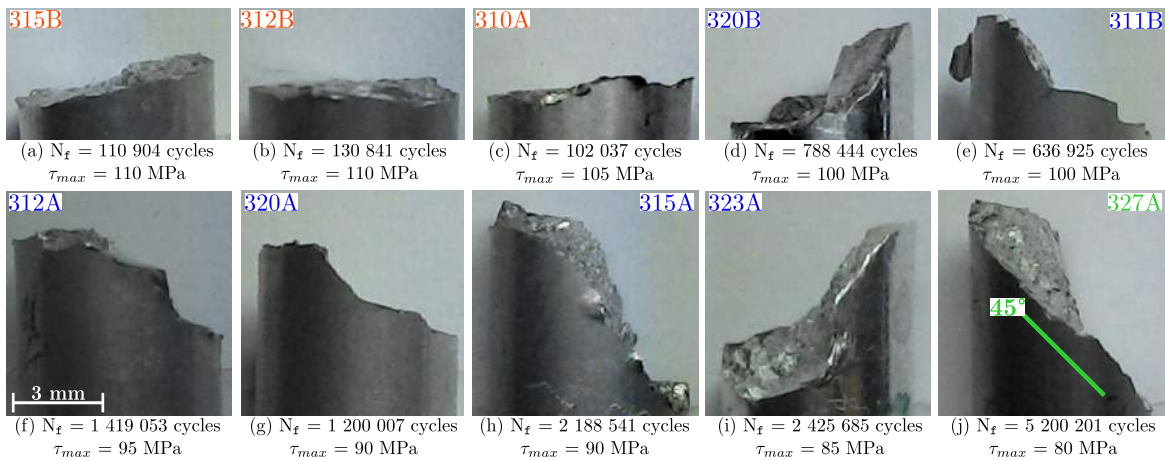 315B
312B
310A
320B
311B
(a) N_f = 110 904 cycles
τ_max = 110 MPa
(b) N_f = 130 841 cycles
τ_max = 110 MPa
(c) N_f = 102 037 cycles
τ_max = 105 MPa
(d) N_f = 788 444 cycles
τ_max = 100 MPa
(e) N_f = 636 925 cycles
τ_max = 100 MPa
312A
320A
315A
323A
327A
45°
3 mm
(f) N_f = 1 419 053 cycles
τ_max = 95 MPa
(g) N_f = 1 200 007 cycles
τ_max = 90 MPa
(h) N_f = 2 188 541 cycles
τ_max = 90 MPa
(i) N_f = 2 425 685 cycles
τ_max = 85 MPa
(j) N_f = 5 200 201 cycles
τ_max = 80 MPa